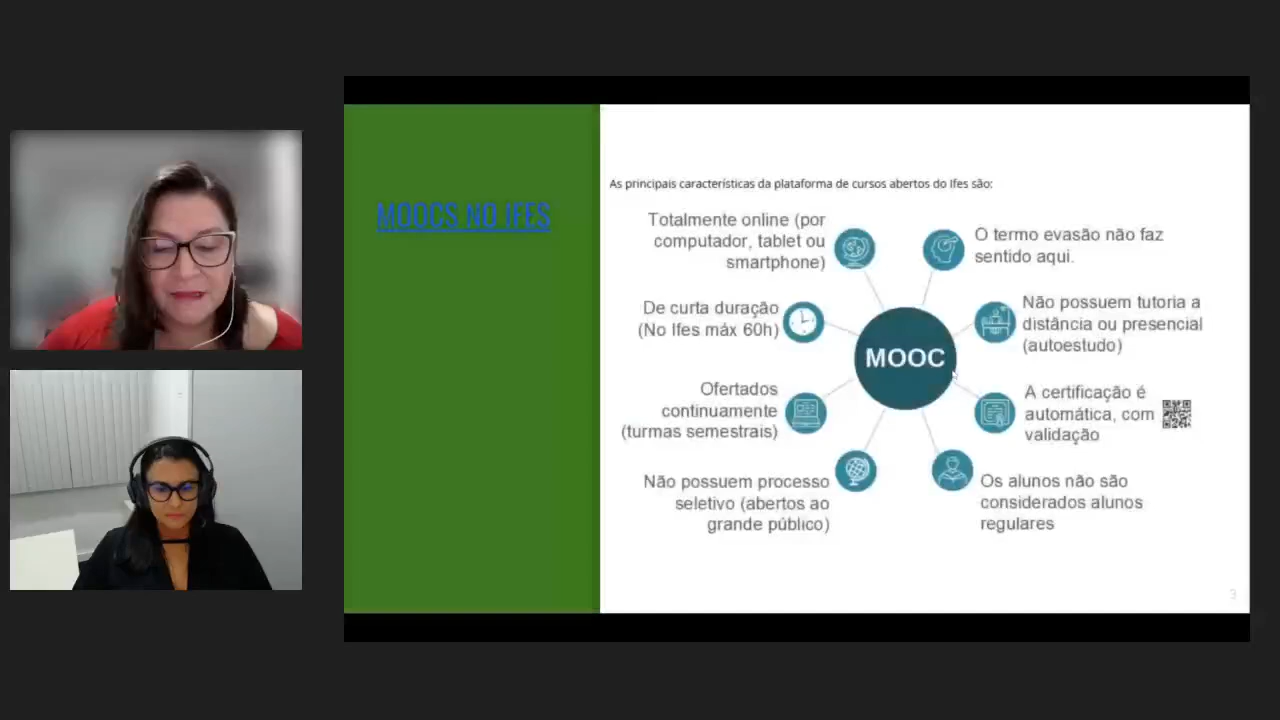 MOOCS NO IFES
As principais características da plataforma de cursos abertos do Ifes são:
Totalmente online (por
computador, tablet ou
smartphone)
De curta duração
(No Ifes máx 60h)
Ofertados
continuamente
(turmas semestrais)
Não possuem processo
seletivo (abertos ao
grande público)
MOOC
O termo evasão não faz
sentido aqui.
Não possuem tutoria a
distância ou presencial
(autoestudo)
A certificação é
automática, com
validação
Os alunos não são
considerados alunos
regulares
3